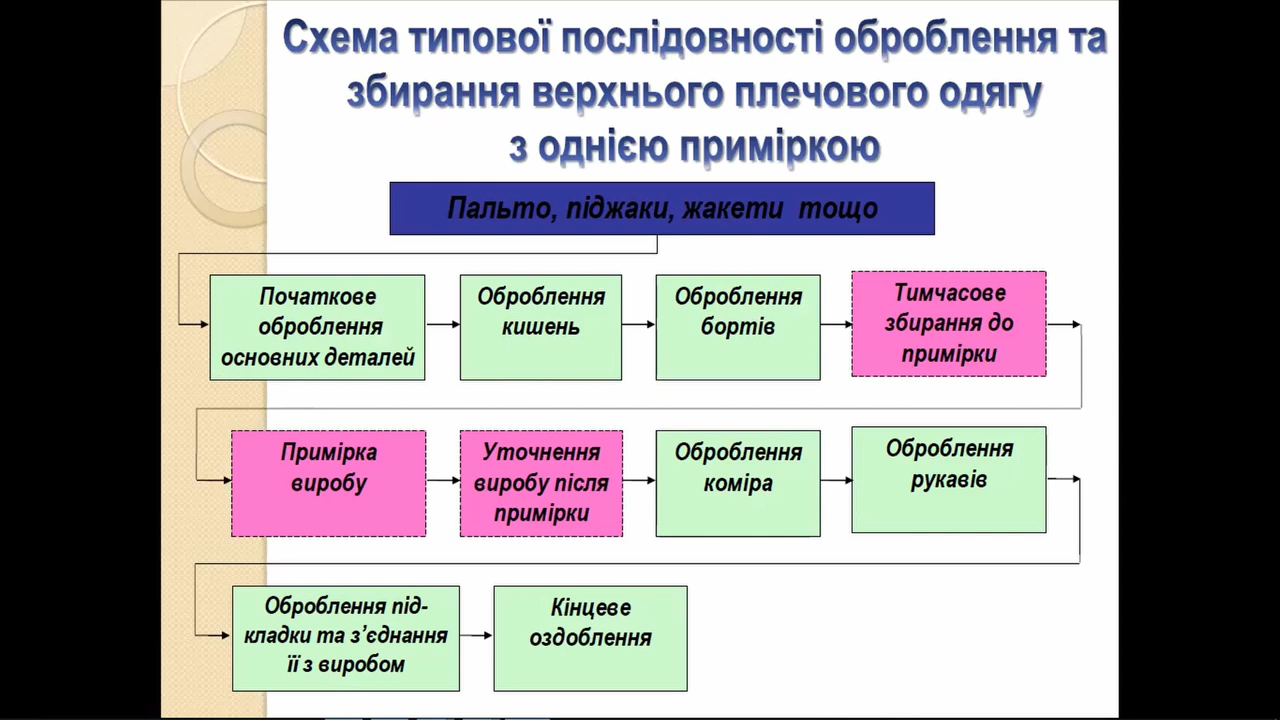 Схема типової послідовності оброблення та
збирання верхнього плечового одягу
з однією приміркою
Пальто, піджаки, жакети тощо
Початкове
оброблення
основних деталей
Оброблення
кишень
Оброблення
бортів
Тимчасове
збирання до
примірки
Примірка
виробу
Уточнення
виробу після
примірки
Оброблення
коміра
Оброблення
рукавів
Оброблення під-
кладки та з’єднання
її з виробом
Кінцеве
оздоблення